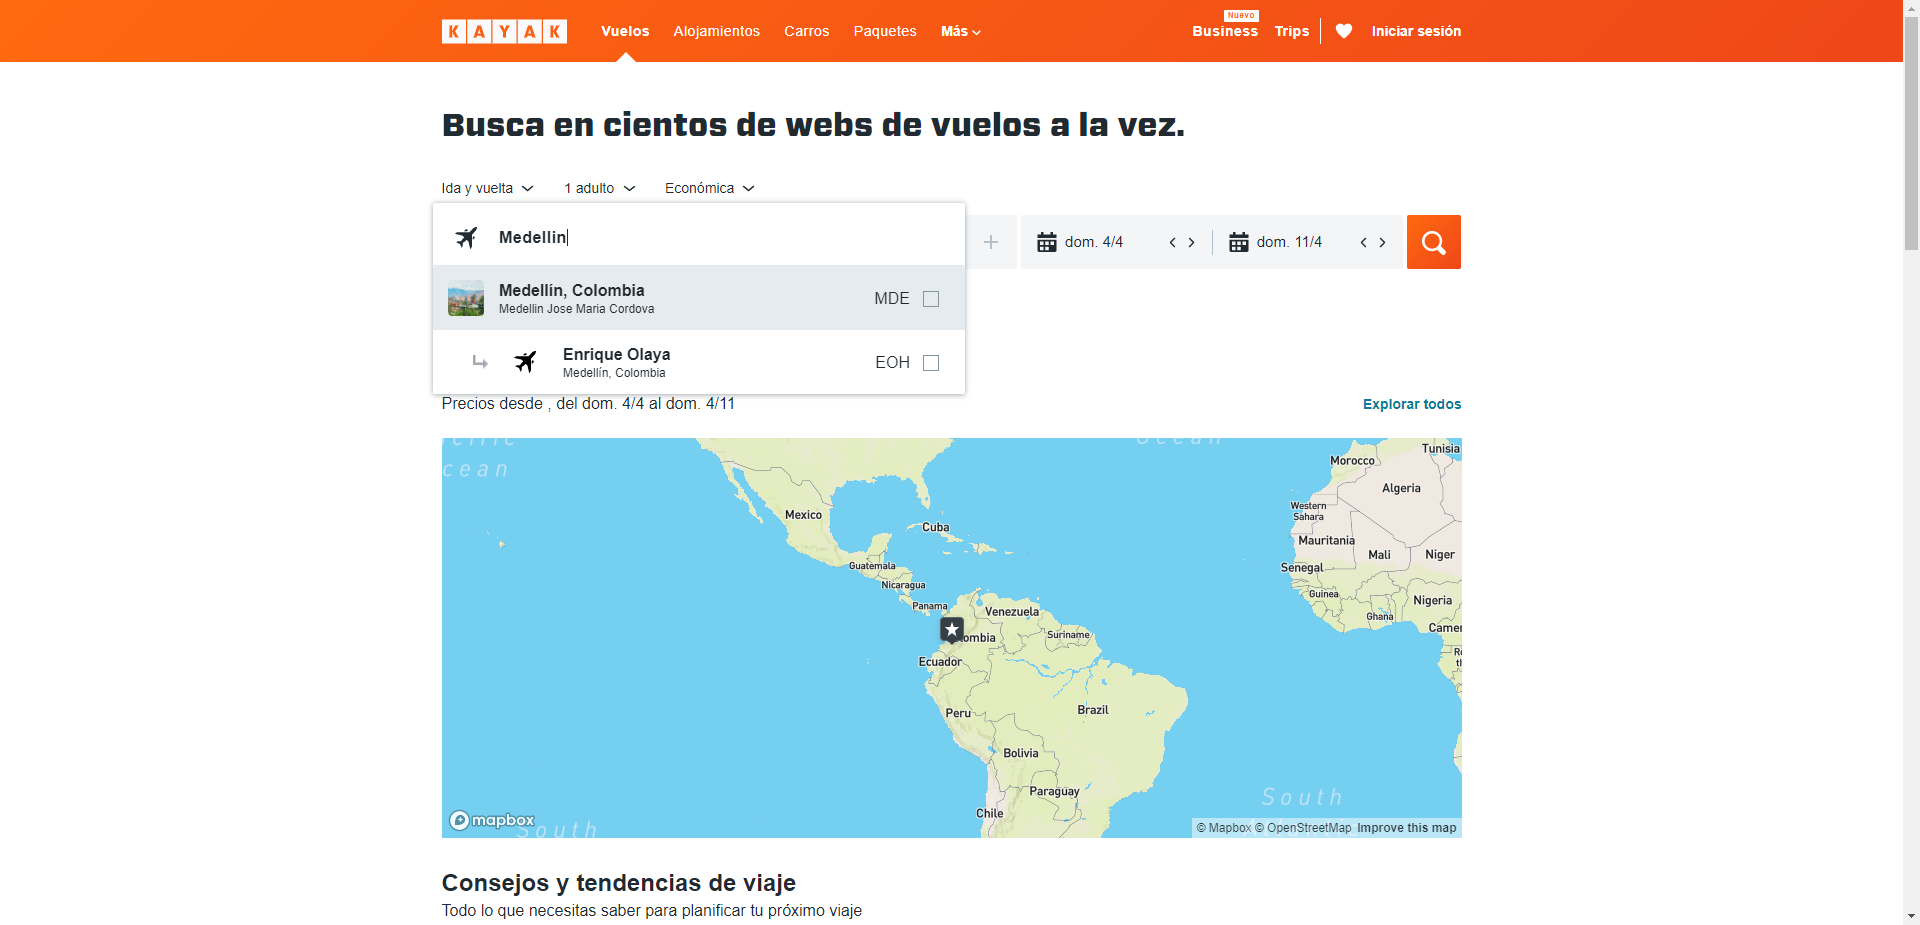 KAYAK
Vuelos
Alojamientos
Carros
Paquetes
Más
Nuevo
Business
Trips
Iniciar sesión
Busca en cientos de webs de vuelos a la vez.
Ida y vuelta
1 adulto
Económica
Medellin
dom. 4/4
dom. 11/4
Medellín, Colombia
Medellin Jose Maria Cordova
MDE
Enrique Olaya
Medellín, Colombia
EOH
Precios desde , del dom. 4/4 al dom. 4/11
Explorar todos
cean
Ocean
Tunisia
Morocco
Algeria
Western
Sahara
Mexico
Cuba
Mauritania
Mali
Niger
Guatemala
Senegal
Nicaragua
Guinea
Nigeria
Panama
Venezuela
Ghana
Camer
ombia
Suriname
Ecuador
Peru
Brazil
Bolivia
Paraguay
Chile
South
mapbox
South
© Mapbox © OpenStreetMap Improve this map
Consejos y tendencias de viaje
Todo lo que necesitas saber para planificar tu próximo viaje